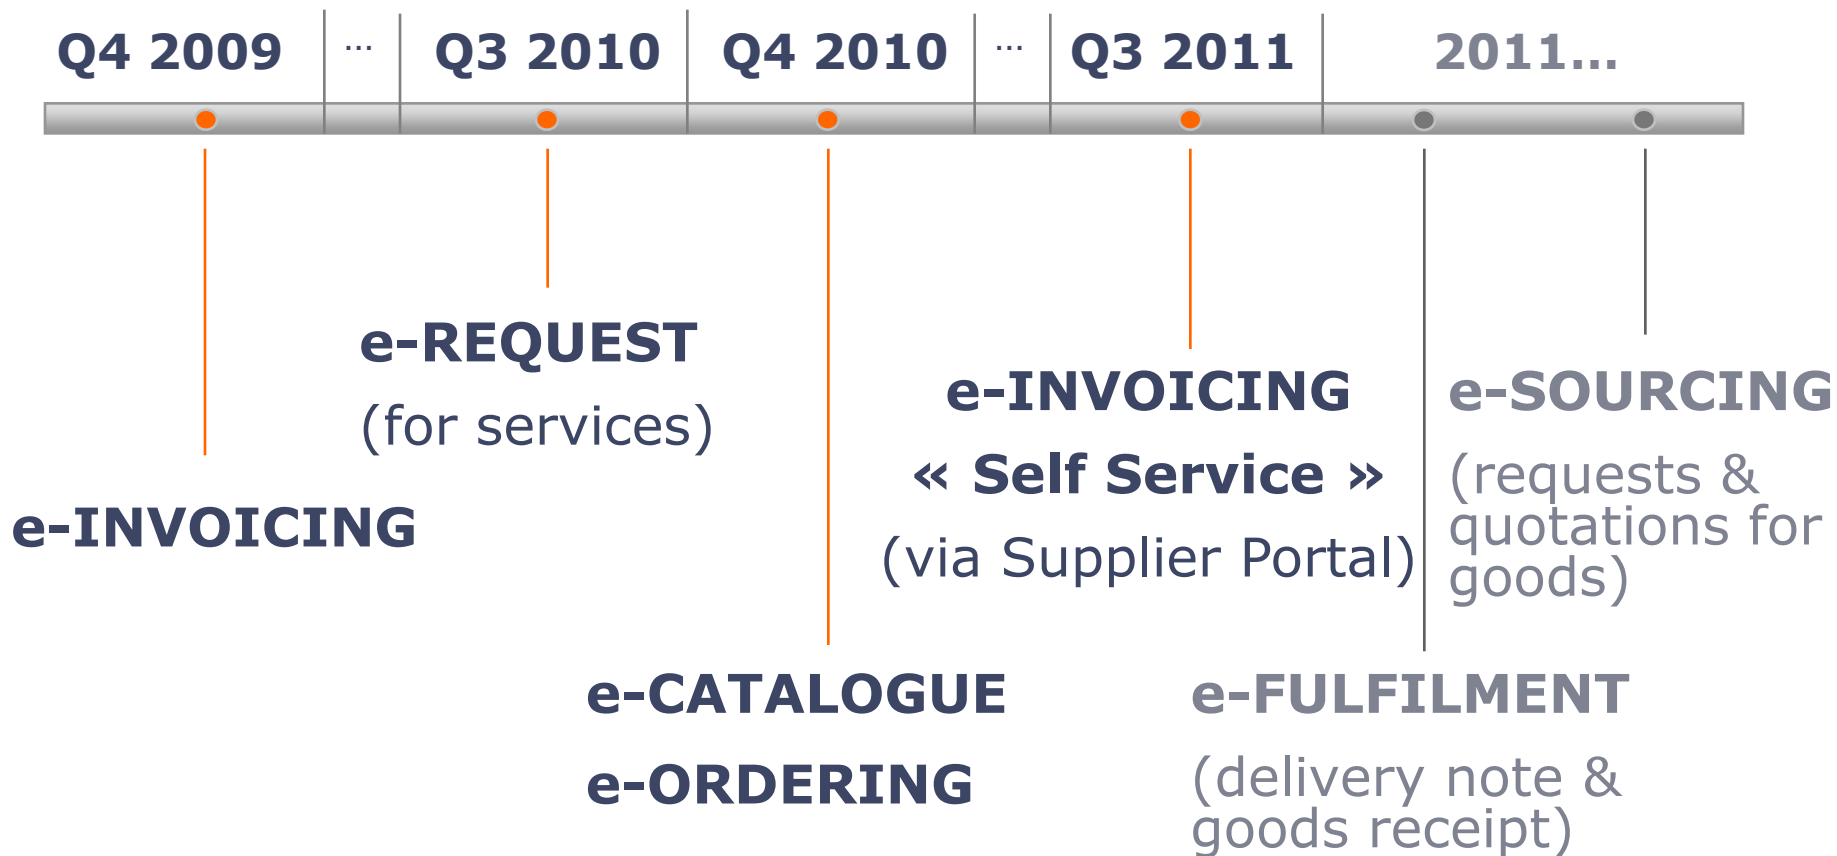 Q4 2009 ... Q3 2010 Q4 2010 ... Q3 2011 2011...
e-INVOICING
e-REQUEST
(for services)
e-CATALOGUE
e-ORDERING
e-INVOICING
« Self Service »
(via Supplier Portal)
e-FULFILMENT
(delivery note &
goods receipt)
e-SOURCING
(requests &
quotations for
goods)